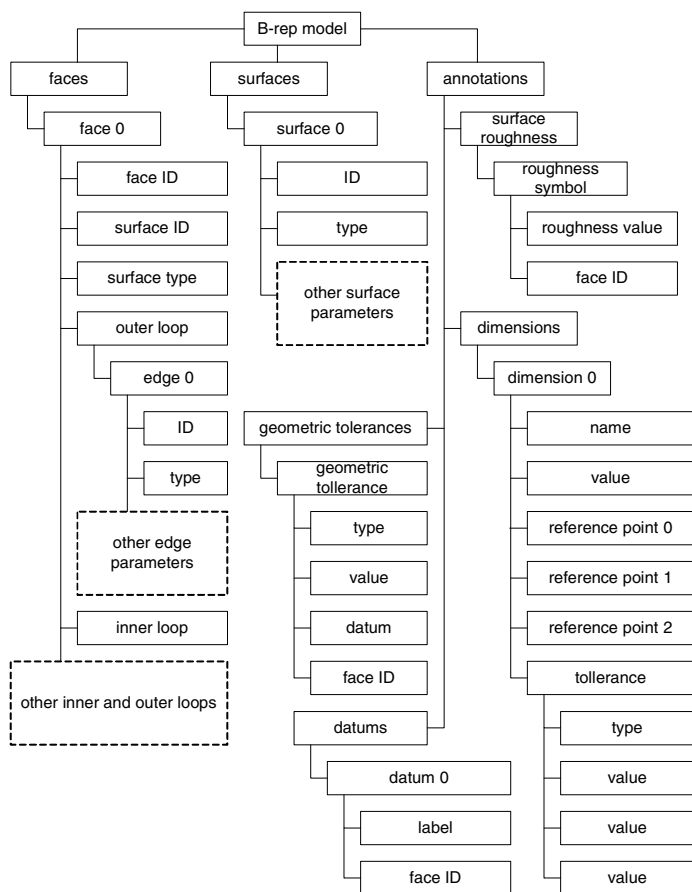 B-rep model
faces
face 0
face ID
surface ID
surface type
outer loop
edge 0
ID
type
other edge
parameters
inner loop
other inner and outer loops
surfaces
surface 0
ID
type
other surface
parameters
annotations
surface
roughness
roughness
symbol
roughness value
face ID
dimensions
dimension 0
name
value
reference point 0
reference point 1
reference point 2
tollerance
type
value
value
value
geometric tolerances
geometric
tollerance
type
value
datum
face ID
datums
datum 0
label
face ID